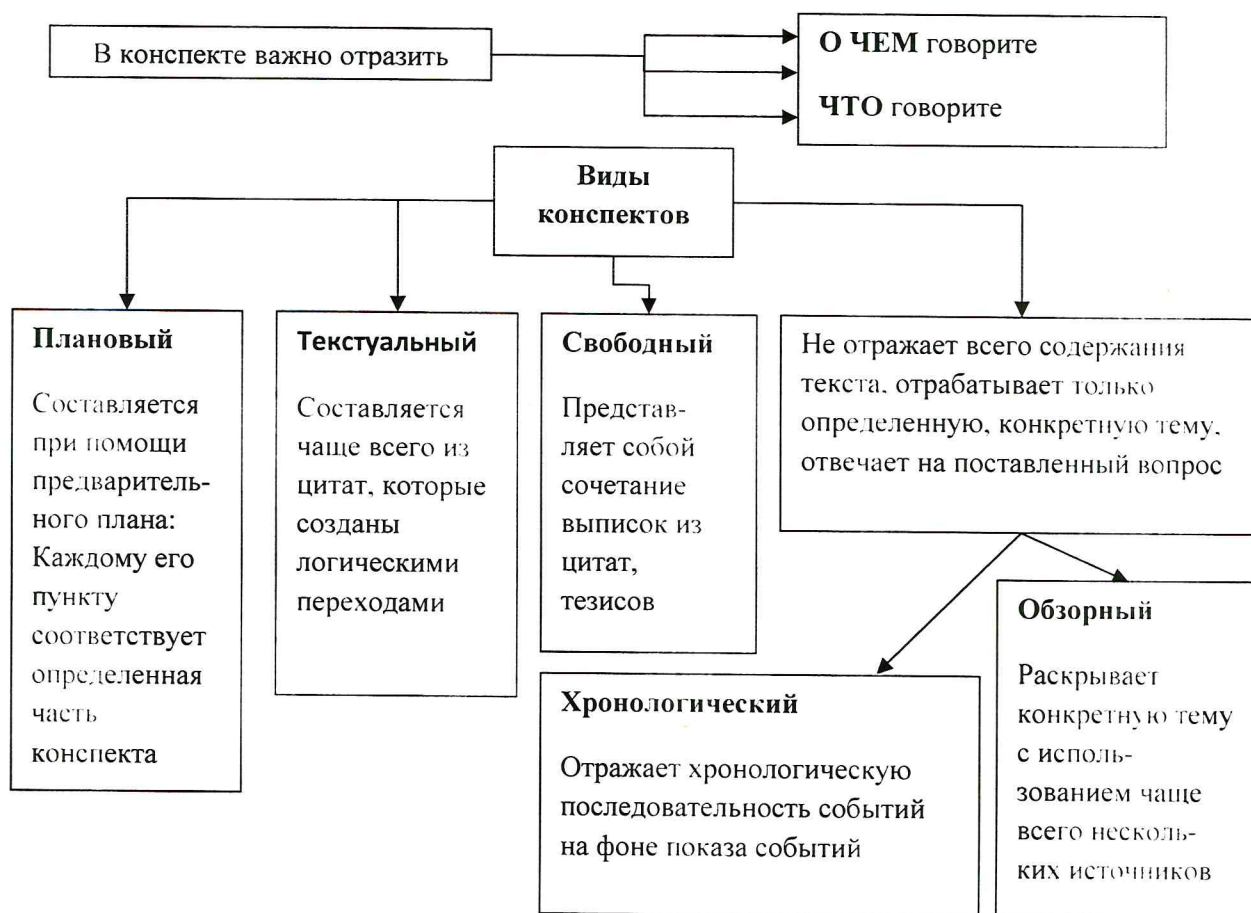 В конспекте важно отразить
О ЧЕМ говорите
ЧТО говорите
Виды
конспектов
Плановый
Составляется
при помощи
предваритель-
ного плана:
Каждому его
пункту
соответствует
определенная
часть
конспекта
Текстуальный
Составляется
чаще всего из
цитат, которые
созданы
логическими
переходами
Свободный
Представ-
ляет собой
сочетание
выписок из
цитат,
тезисов
Не отражает всего содержания
текста, отрабатывает только
определенную, конкретную тему,
отвечает на поставленный вопрос
Хронологический
Отражает хронологическую
последовательность событий
на фоне показа событий
Обзорный
Раскрывает
конкретную тему
с исполь-
зованием чаще
всего несколь-
ких источников